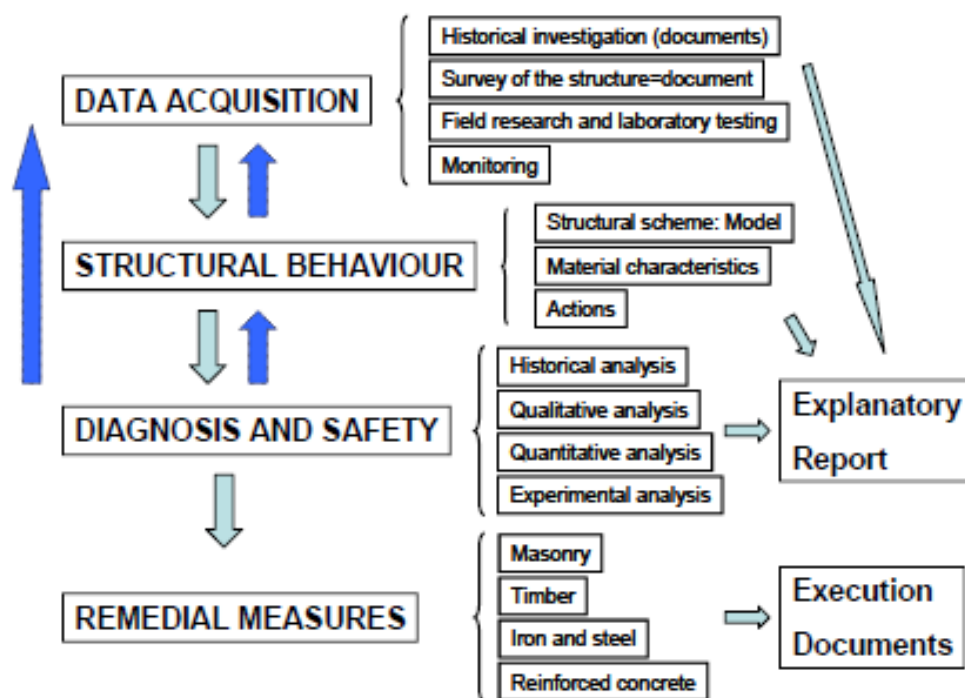 DATA ACQUISITION
Historical investigation (documents)
Survey of the structure=document
Field research and laboratory testing
Monitoring
STRUCTURAL BEHAVIOUR
Structural scheme: Model
Material characteristics
Actions
DIAGNOSIS AND SAFETY
Historical analysis
Qualitative analysis
Quantitative analysis
Experimental analysis
Explanatory
Report
REMEDIAL MEASURES
Masonry
Timber
Iron and steel
Reinforced concrete
Execution
Documents